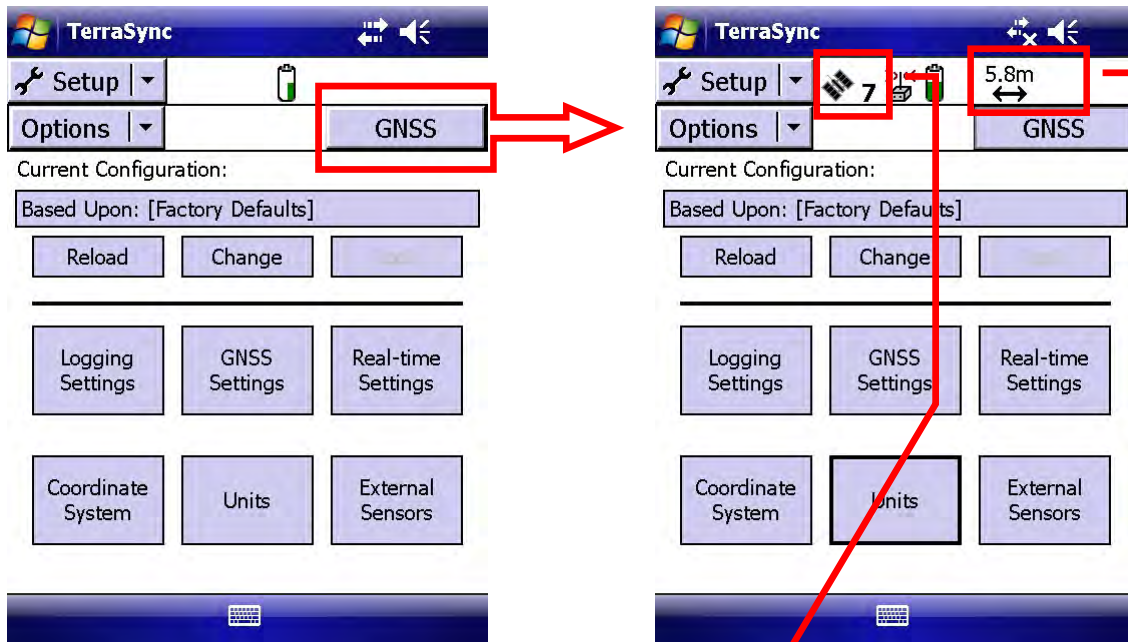 TerraSync
Setup
Options
GNSS
Current Configuration:
Based Upon: [Factory Defaults]
Reload
Change
Logging
Settings
GNSS
Settings
Real-time
Settings
Coordinate
System
Units
External
Sensors
TerraSync
Setup
7
5.8m
Options
GNSS
Current Configuration:
Based Upon: [Factory Defaults]
Reload
Change
Logging
Settings
GNSS
Settings
Real-time
Settings
Coordinate
System
Units
External
Sensors